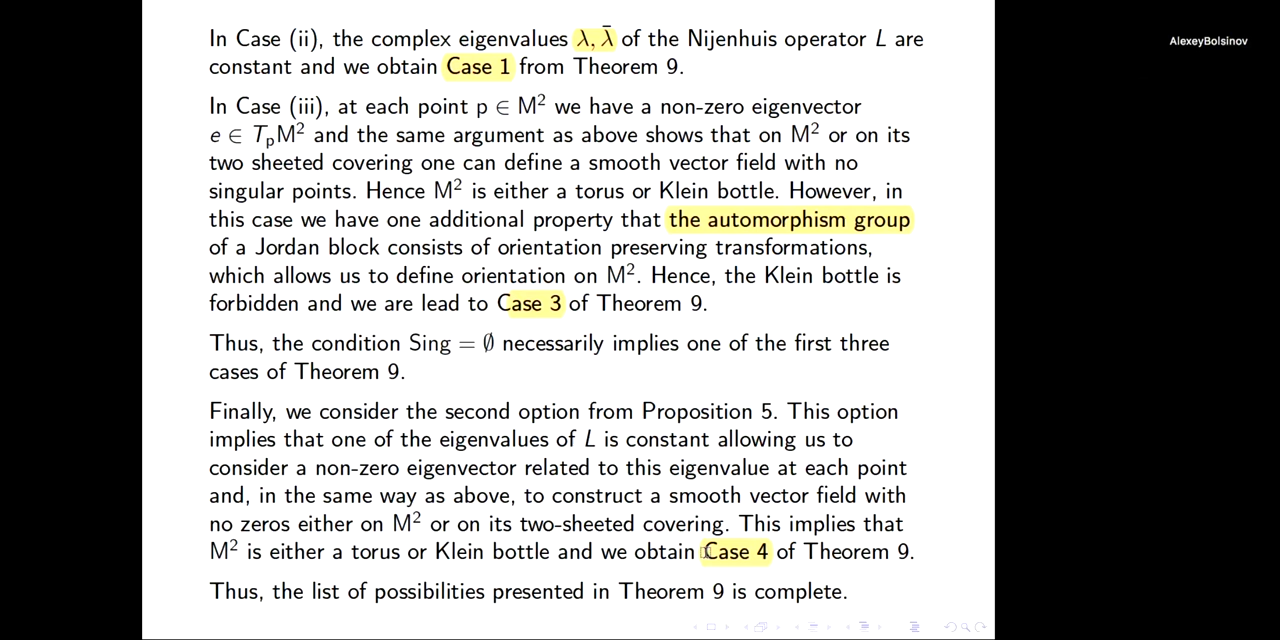 In Case (ii), the complex eigenvalues λ, λ̄ of the Nijenhuis operator L are
constant and we obtain Case 1 from Theorem 9.
In Case (iii), at each point p ∈ M² we have a non-zero eigenvector
e ∈ TₚM² and the same argument as above shows that on M² or on its
two sheeted covering one can define a smooth vector field with no
singular points. Hence M² is either a torus or Klein bottle. However, in
this case we have one additional property that the automorphism group
of a Jordan block consists of orientation preserving transformations,
which allows us to define orientation on M². Hence, the Klein bottle is
forbidden and we are lead to Case 3 of Theorem 9.
Thus, the condition Sing = ∅ necessarily implies one of the first three
cases of Theorem 9.
Finally, we consider the second option from Proposition 5. This option
implies that one of the eigenvalues of L is constant allowing us to
consider a non-zero eigenvector related to this eigenvalue at each point
and, in the same way as above, to construct a smooth vector field with
no zeros either on M² or on its two-sheeted covering. This implies that
M² is either a torus or Klein bottle and we obtain Case 4 of Theorem 9.
Thus, the list of possibilities presented in Theorem 9 is complete.
AlexeyBolsinov